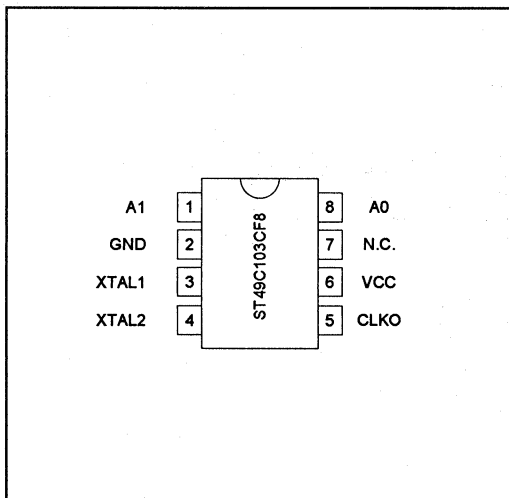 A1 1 8 A0
GND 2 7 N.C.
XTAL1 3 6 VCC
XTAL2 4 5 CLKO
ST49C103CF8